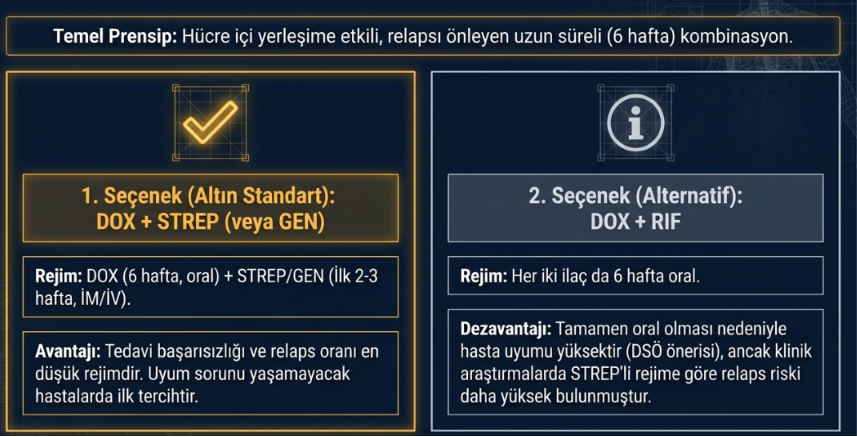 Temel Prensip: Hücre içi yerleşime etkili, relapsı önleyen uzun süreli (6 hafta) kombinasyon.
1. Seçenek (Altın Standart):
DOX + STREP (veya GEN)
Rejim: DOX (6 hafta, oral) + STREP/GEN (İlk 2-3
hafta, İM/İV).
Avantajı: Tedavi başarısızlığı ve relaps oranı en
düşük rejimdir. Uyum sorunu yaşamayacak
hastalarda ilk tercihtir.
2. Seçenek (Alternatif):
DOX + RIF
Rejim: Her iki ilaç da 6 hafta oral.
Dezavantajı: Tamamen oral olması nedeniyle
hasta uyumu yüksektir (DSÖ önerisi), ancak klinik
araştırmalarda STREP'li rejime göre relaps riski
daha yüksek bulunmuştur.